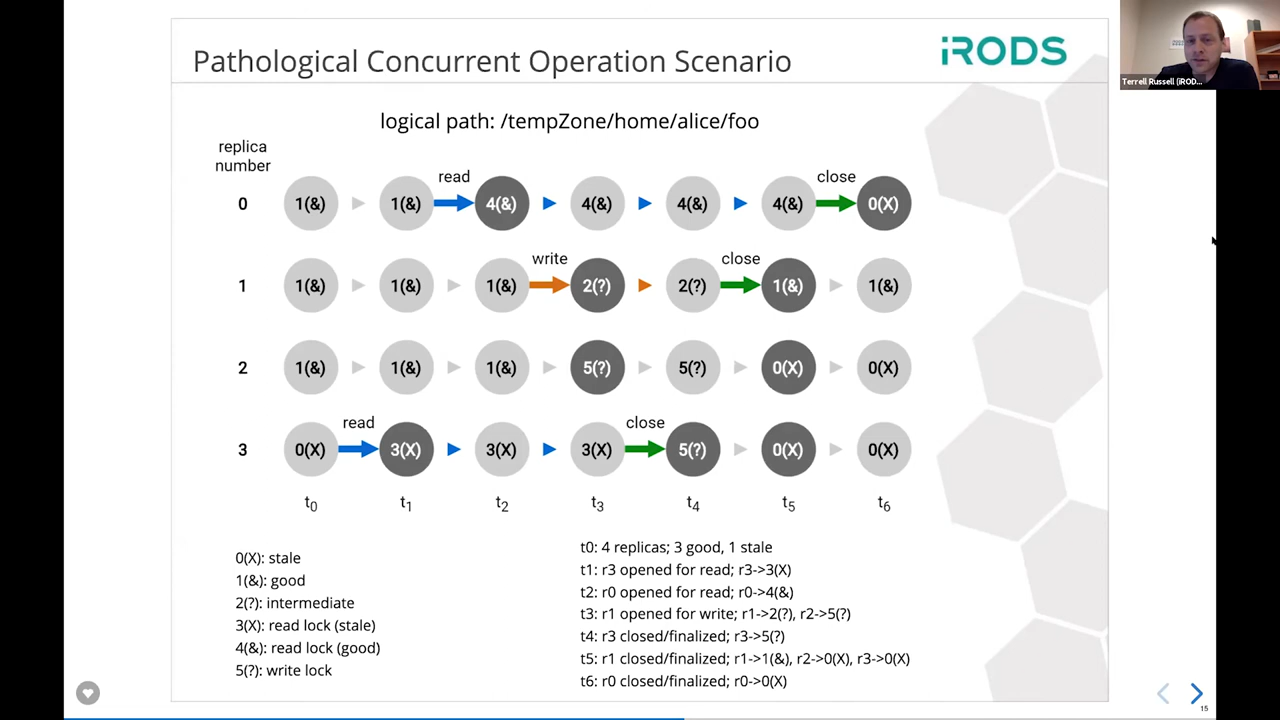 Pathological Concurrent Operation Scenario
iRODS
Terrell Russell (iROD...
logical path: /tempZone/home/alice/foo
replica
number
read
close
0 1(&) 1(&) 4(&) 4(&) 4(&) 4(&) 0(X)
write
close
1 1(&) 1(&) 1(&) 2(?) 2(?) 1(&) 1(&)
2 1(&) 1(&) 1(&) 5(?) 5(?) 0(X) 0(X)
read
close
3 0(X) 3(X) 3(X) 3(X) 5(?) 0(X) 0(X)
t0 t1 t2 t3 t4 t5 t6
0(X): stale
1(&): good
2(?): intermediate
3(X): read lock (stale)
4(&): read lock (good)
5(?): write lock
t0: 4 replicas; 3 good, 1 stale
t1: r3 opened for read; r3->3(X)
t2: r0 opened for read; r0->4(&)
t3: r1 opened for write; r1->2(?), r2->5(?)
t4: r3 closed/finalized; r3->5(?)
t5: r1 closed/finalized; r1->1(&), r2->0(X), r3->0(X)
t6: r0 closed/finalized; r0->0(X)
15